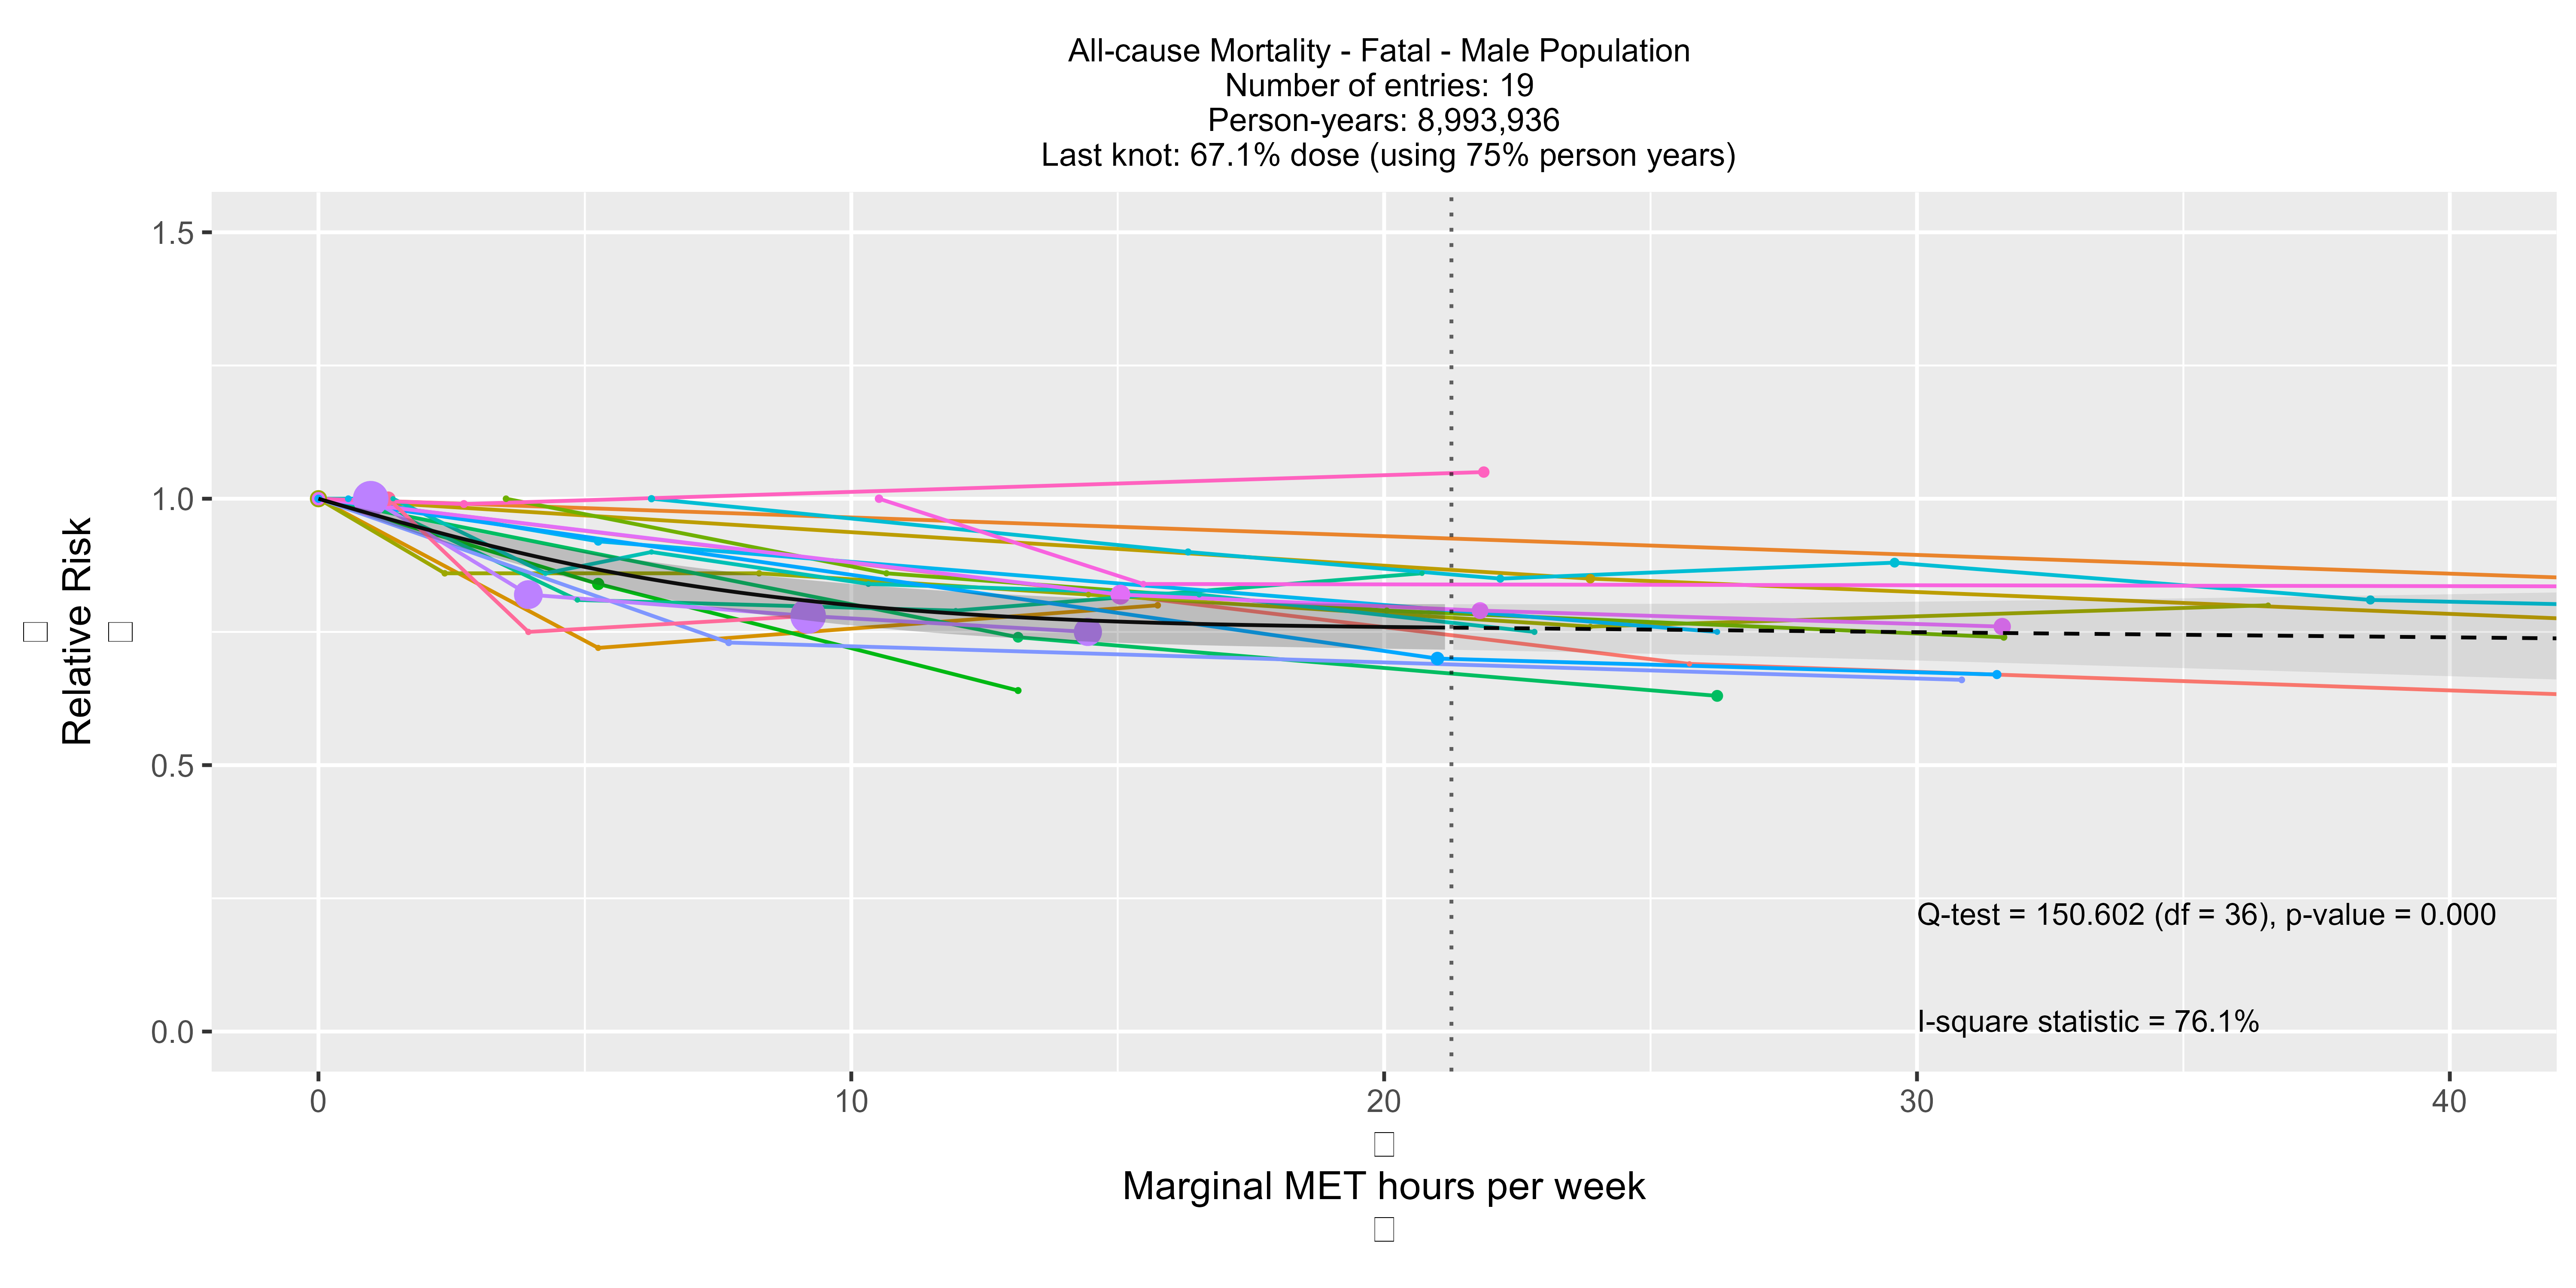 All-cause Mortality - Fatal - Male Population
Number of entries: 19
Person-years: 8,993,936
Last knot: 67.1% dose (using 75% person years)
Relative Risk
1.5
1.0
0.5
0.0
Q-test = 150.602 (df = 36), p-value = 0.000
I-square statistic = 76.1%
0 10 20 30 40
Marginal MET hours per week